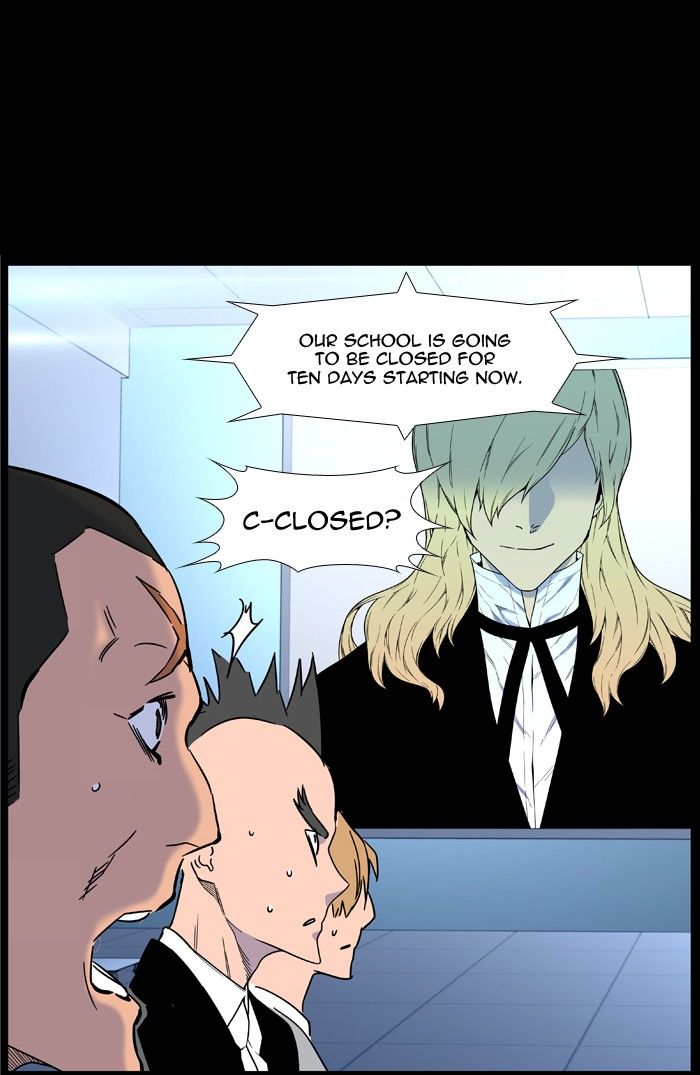 OUR SCHOOL IS GOING
TO BE CLOSED FOR
TEN DAYS STARTING NOW.
C-CLOSED?